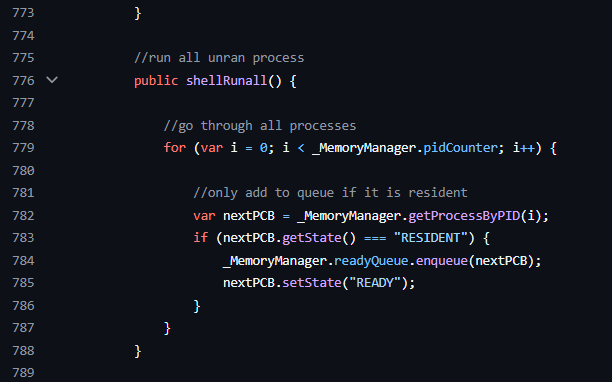 773 }
774
775 //run all unran process
776 public shellRunall() {
777
778 //go through all processes
779 for (var i = 0; i < _MemoryManager.pidCounter; i++) {
780
781 //only add to queue if it is resident
782 var nextPCB = _MemoryManager.getProcessByPID(i);
783 if (nextPCB.getState() === "RESIDENT") {
784 _MemoryManager.readyQueue.enqueue(nextPCB);
785 nextPCB.setState("READY");
786 }
787 }
788 }
789